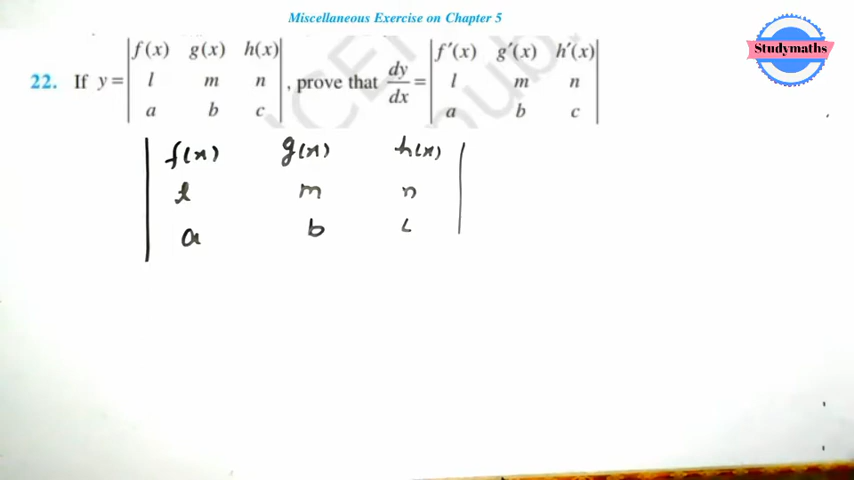 Miscellaneous Exercise on Chapter 5
Studymaths
22. If y = | f(x) g(x) h(x) |
| l m n |
| a b c | , prove that dy/dx = | f′(x) g′(x) h′(x) |
| l m n |
| a b c |
| f(x) g(x) h(x) |
l m n
a b c